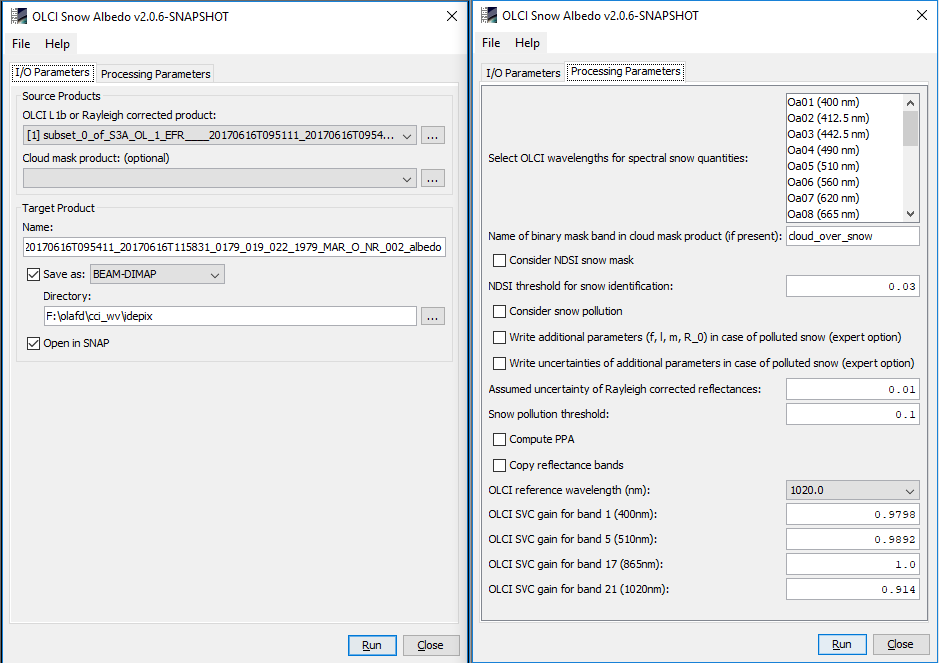 OLCI Snow Albedo v2.0.6-SNAPSHOT
File Help
I/O Parameters Processing Parameters
Source Products
OLCI L1b or Rayleigh corrected product:
[1] subset_0_of_S3A_OL_1_EFR____20170616T095111_20170616T0954... ...
Cloud mask product: (optional)
...
Target Product
Name:
20170616T095411_20170616T115831_0179_019_022_1979_MAR_O_NR_002_albedo
Save as: BEAM-DIMAP
Directory:
F:\olafd\cci_wv\idepix ...
Open in SNAP
Run Close
OLCI Snow Albedo v2.0.6-SNAPSHOT
File Help
I/O Parameters Processing Parameters
Select OLCI wavelengths for spectral snow quantities:
Oa01 (400 nm)
Oa02 (412.5 nm)
Oa03 (442.5 nm)
Oa04 (490 nm)
Oa05 (510 nm)
Oa06 (560 nm)
Oa07 (620 nm)
Oa08 (665 nm)
Name of binary mask band in cloud mask product (if present): cloud_over_snow
Consider NDSI snow mask
NDSI threshold for snow identification: 0.03
Consider snow pollution
Write additional parameters (f, l, m, R_0) in case of polluted snow (expert option)
Write uncertainties of additional parameters in case of polluted snow (expert option)
Assumed uncertainty of Rayleigh corrected reflectances: 0.01
Snow pollution threshold: 0.1
Compute PPA
Copy reflectance bands
OLCI reference wavelength (nm): 1020.0
OLCI SVC gain for band 1 (400nm): 0.9798
OLCI SVC gain for band 5 (510nm): 0.9892
OLCI SVC gain for band 17 (865nm): 1.0
OLCI SVC gain for band 21 (1020nm): 0.914
Run Close